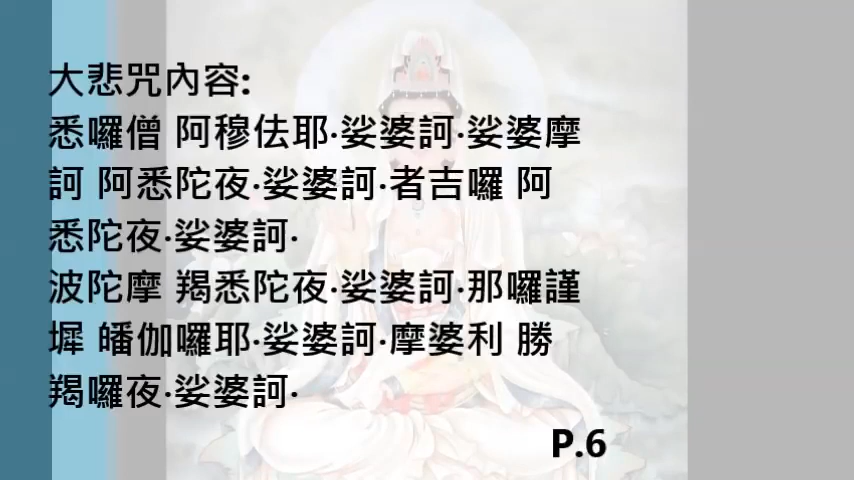 大悲咒內容:
悉囉僧 阿穆佉耶·娑婆訶·娑婆摩
訶 阿悉陀夜·娑婆訶·者吉囉 阿
悉陀夜·娑婆訶·
波陀摩 羯悉陀夜·娑婆訶·那囉謹
墀 皤伽囉耶·娑婆訶·摩婆利 勝
羯囉夜·娑婆訶·
P.6